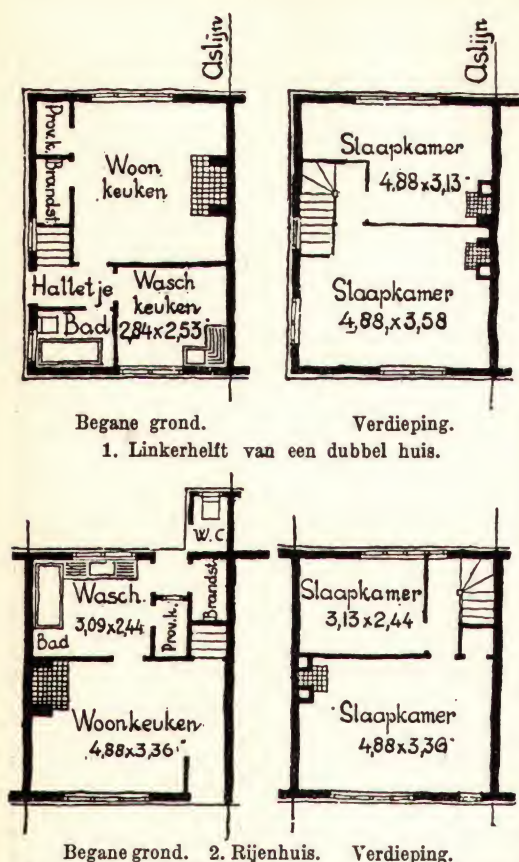 Aslijn
Aslijn
Prov.k.
Brandst.
Woon
keuken
Halletje
Bad
Wasch
keuken
2,84x2,53
Slaapkamer
4,88x3,13
Slaapkamer
4,88,x3,58
Begane grond. Verdieping.
1. Linkerhelft van een dubbel huis.
W.C
Wasch.
3,09x2,44
Bad
Prov.k.
Brandst.
Woonkeuken
4,88x3,36
Slaapkamer
3,13x2,44
Slaapkamer
4,88x3,36
Begane grond. 2. Rijenhuis. Verdieping.